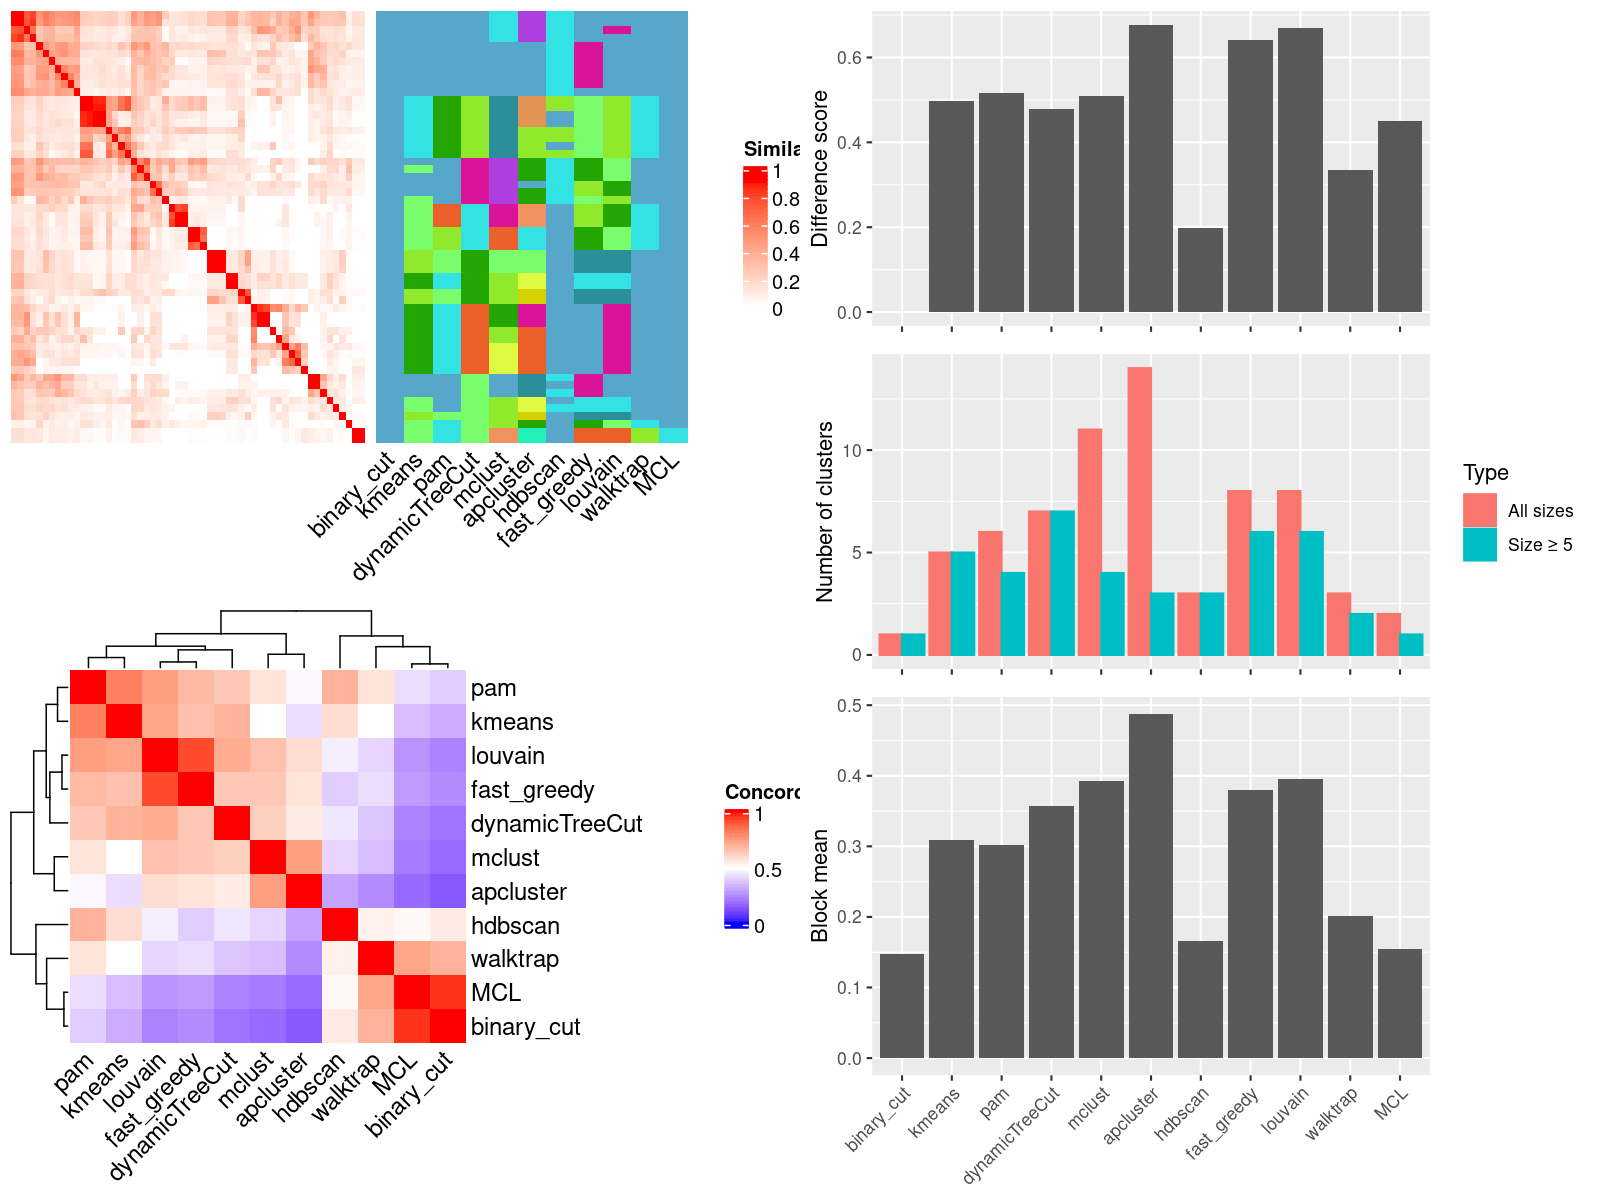 Simila
1
0.8
0.6
0.4
0.2
0
binary_cut
kmeans
pam
dynamicTreeCut
mclust
apcluster
hdbscan
fast_greedy
louvain
walktrap
MCL
pam
kmeans
louvain
fast_greedy
dynamicTreeCut
mclust
apcluster
hdbscan
walktrap
MCL
binary_cut
pam
kmeans
louvain
fast_greedy
dynamicTreeCut
mclust
apcluster
hdbscan
walktrap
MCL
binary_cut
Concord
1
0.5
0
Difference score
0.6
0.4
0.2
0.0
Number of clusters
10
5
0
Type
All sizes
Size ≥ 5
Block mean
0.5
0.4
0.3
0.2
0.1
0.0
binary_cut
kmeans
pam
dynamicTreeCut
mclust
apcluster
hdbscan
fast_greedy
louvain
walktrap
MCL